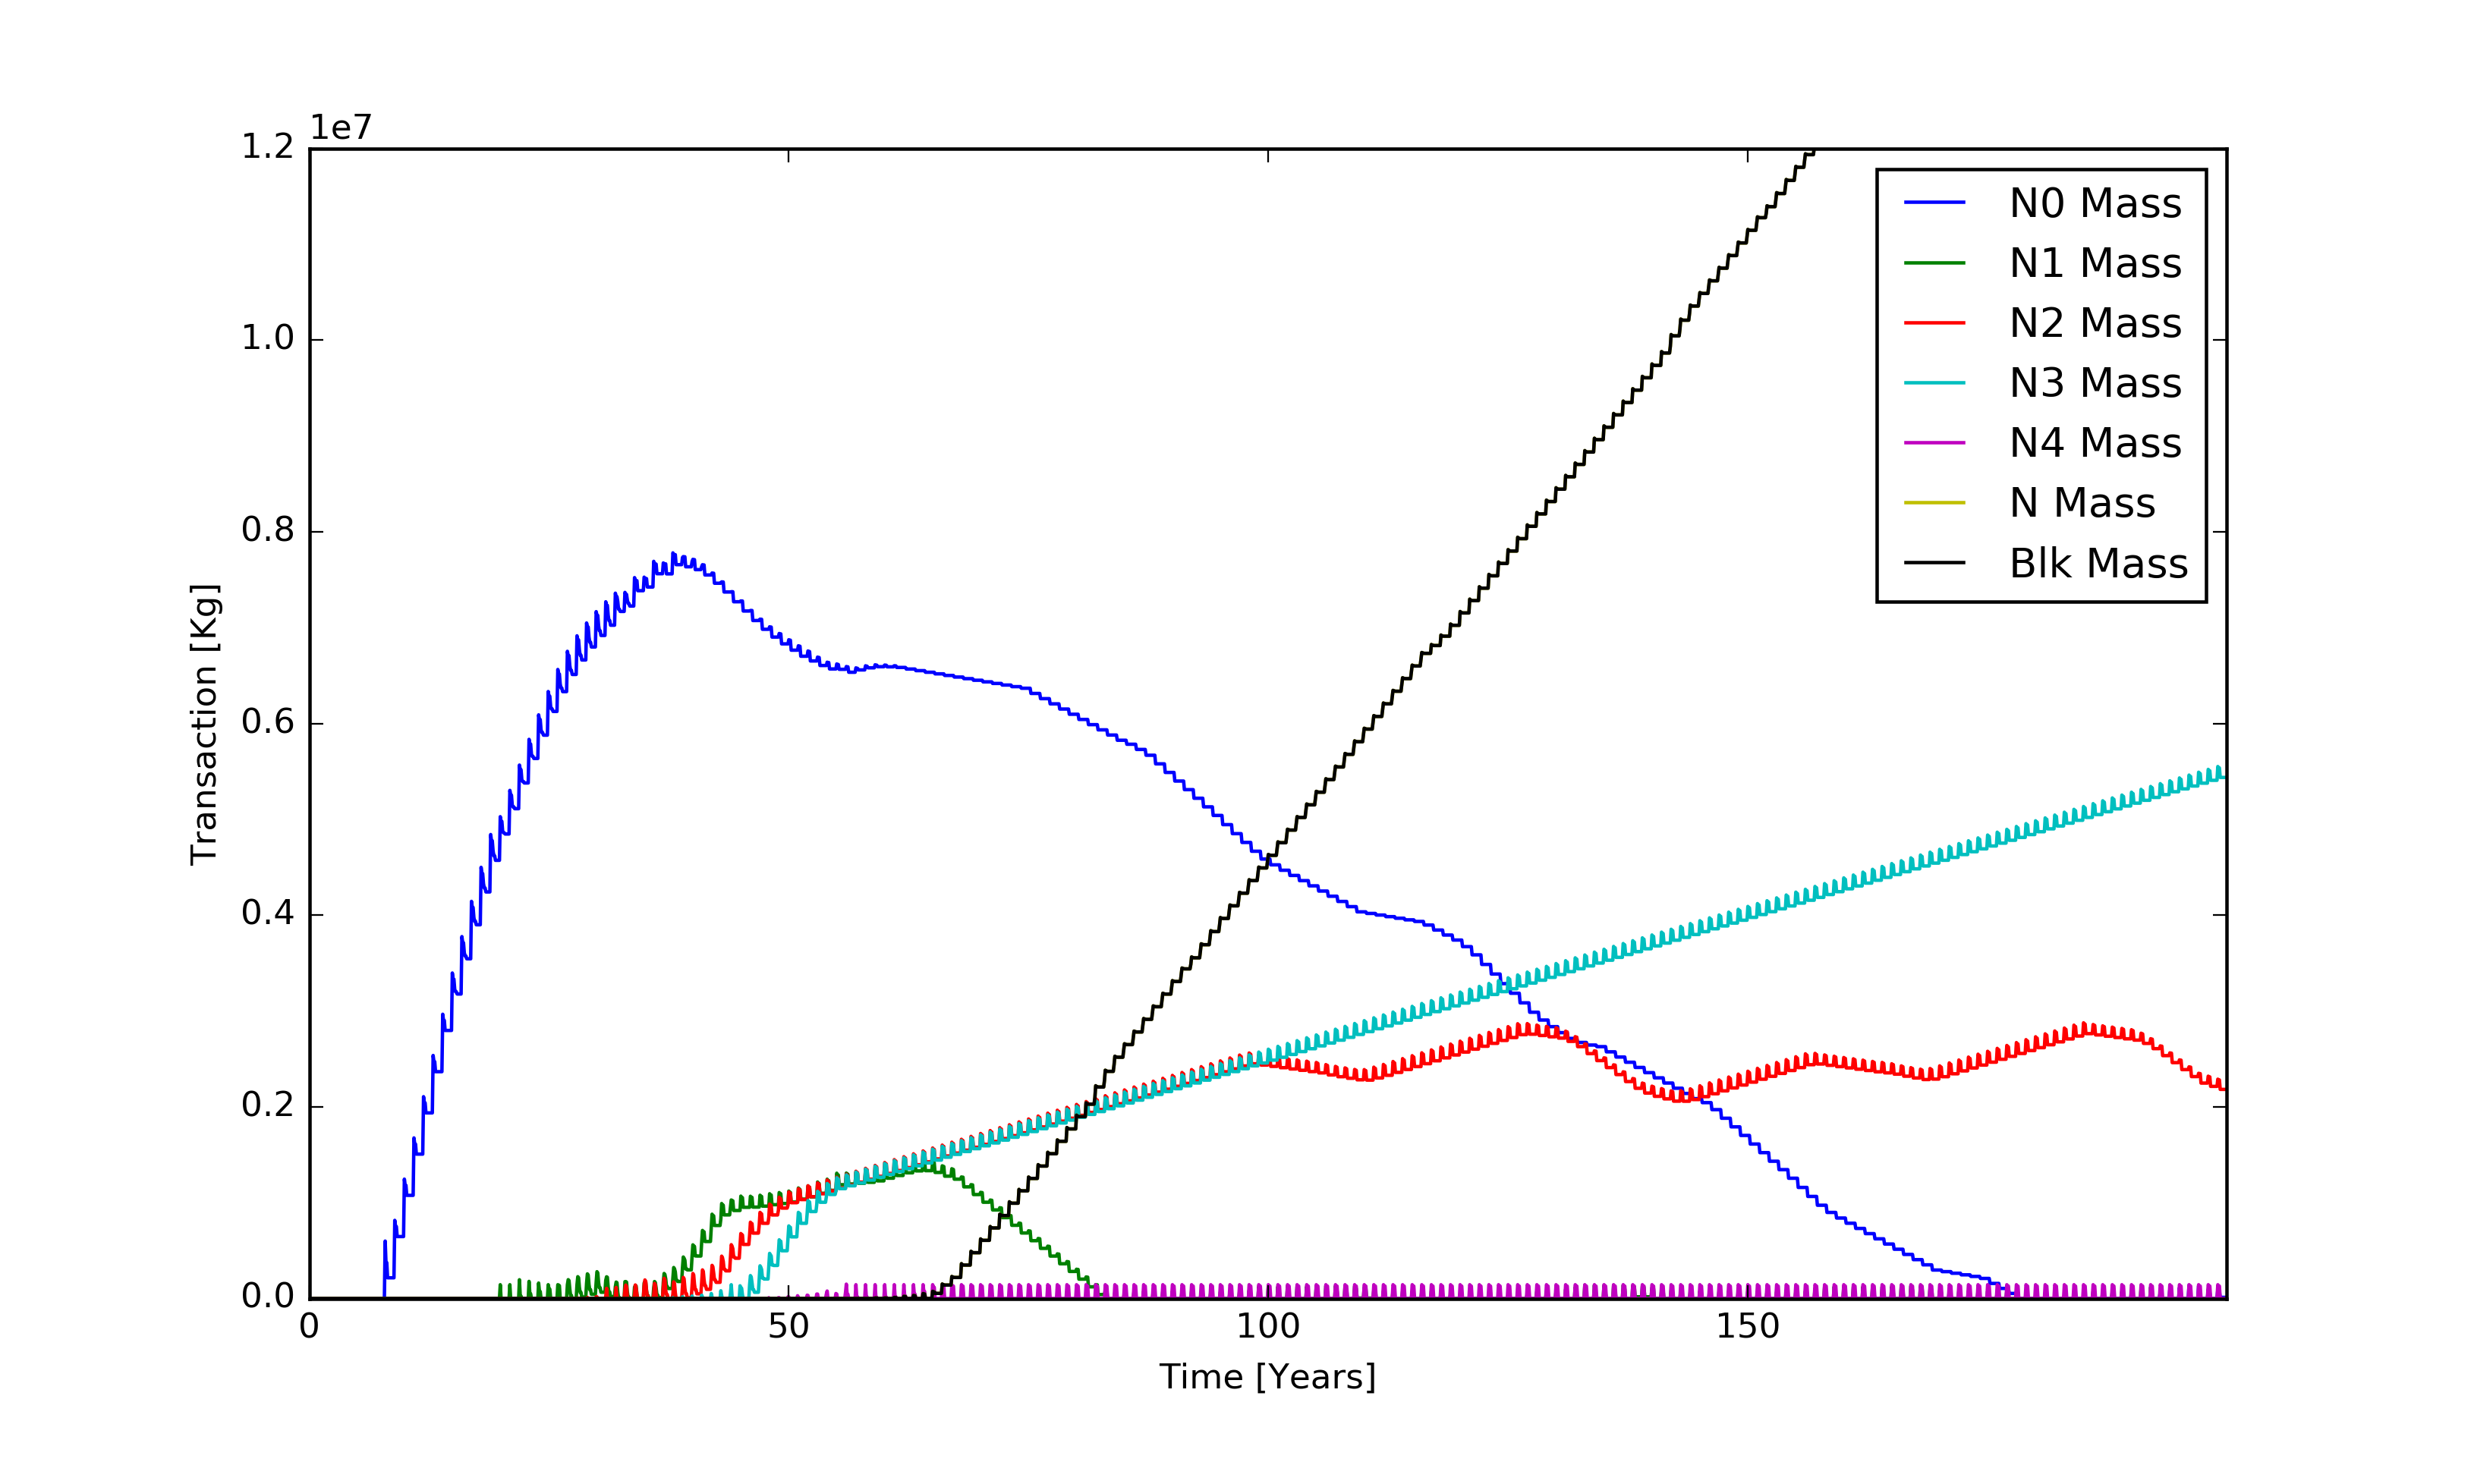 1e7
1.2
1.0
0.8
0.6
0.4
0.2
0.0
Transaction [Kg]
0 50 100 150
Time [Years]
N0 Mass
N1 Mass
N2 Mass
N3 Mass
N4 Mass
N Mass
Blk Mass